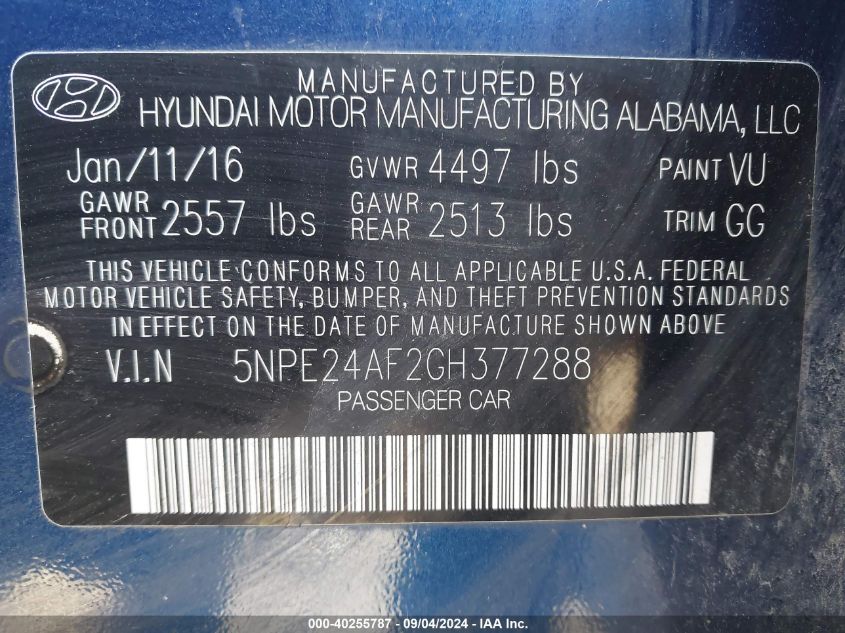 MANUFACTURED BY
HYUNDAI MOTOR MANUFACTURING ALABAMA, LLC
Jan/11/16 GVWR 4497 lbs PAINT VU
GAWR FRONT 2557 lbs GAWR REAR 2513 lbs TRIM GG
THIS VEHICLE CONFORMS TO ALL APPLICABLE U.S.A. FEDERAL
MOTOR VEHICLE SAFETY, BUMPER, AND THEFT PREVENTION STANDARDS
IN EFFECT ON THE DATE OF MANUFACTURE SHOWN ABOVE
V.I.N 5NPE24AF2GH377288
PASSENGER CAR
000-40255787 - 09/04/2024 - IAA Inc.